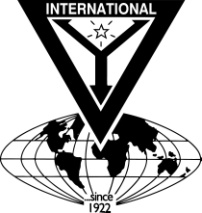 INTERNATIONAL
Y
since
1922